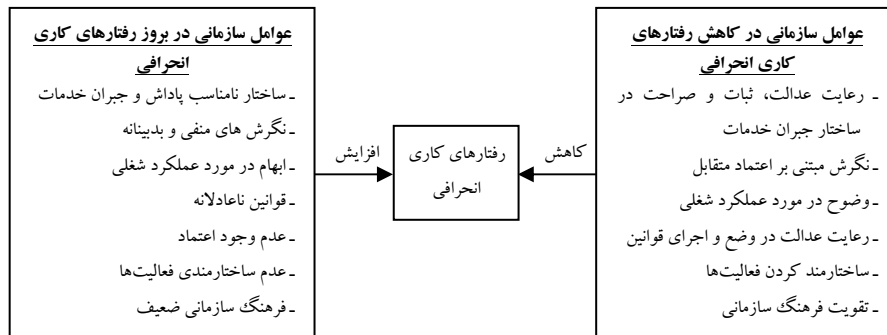 عوامل سازمانی در کاهش رفتارهای
کاری انحرافی
ـ رعایت عدالت، ثبات و صراحت در
ساختار جبران خدمات
ـ نگرش مبتنی بر اعتماد متقابل
ـ وضوح در مورد عملکرد شغلی
ـ رعایت عدالت در وضع و اجرای قوانین
ـ ساختارمند کردن فعالیت‌ها
ـ تقویت فرهنگ سازمانی
کاهش
رفتارهای کاری
انحرافی
افزایش
عوامل سازمانی در بروز رفتارهای کاری
انحرافی
ـ ساختار نامناسب پاداش و جبران خدمات
ـ نگرش های منفی و بدبینانه
ـ ابهام در مورد عملکرد شغلی
ـ قوانین ناعادلانه
ـ عدم وجود اعتماد
ـ عدم ساختارمندی فعالیت‌ها
ـ فرهنگ سازمانی ضعیف